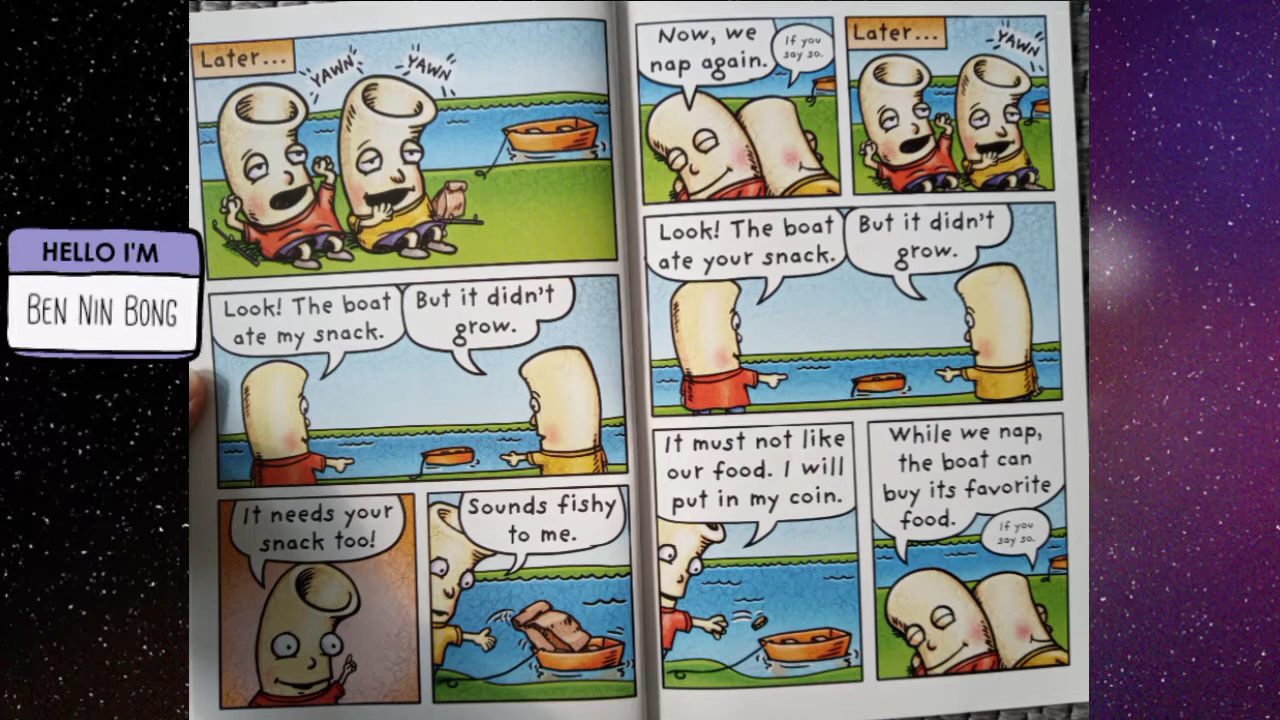 HELLO I'M
BEN NIN BONG
Later...
YAWN
YAWN
Look! The boat
ate my snack.
But it didn't
grow.
It needs your
snack too!
Sounds fishy
to me.
Now, we
nap again.
If you
say so.
Later...
YAWN
Look! The boat
ate your snack.
But it didn't
grow.
It must not like
our food. I will
put in my coin.
While we nap,
the boat can
buy its favorite
food.
If you
say so.